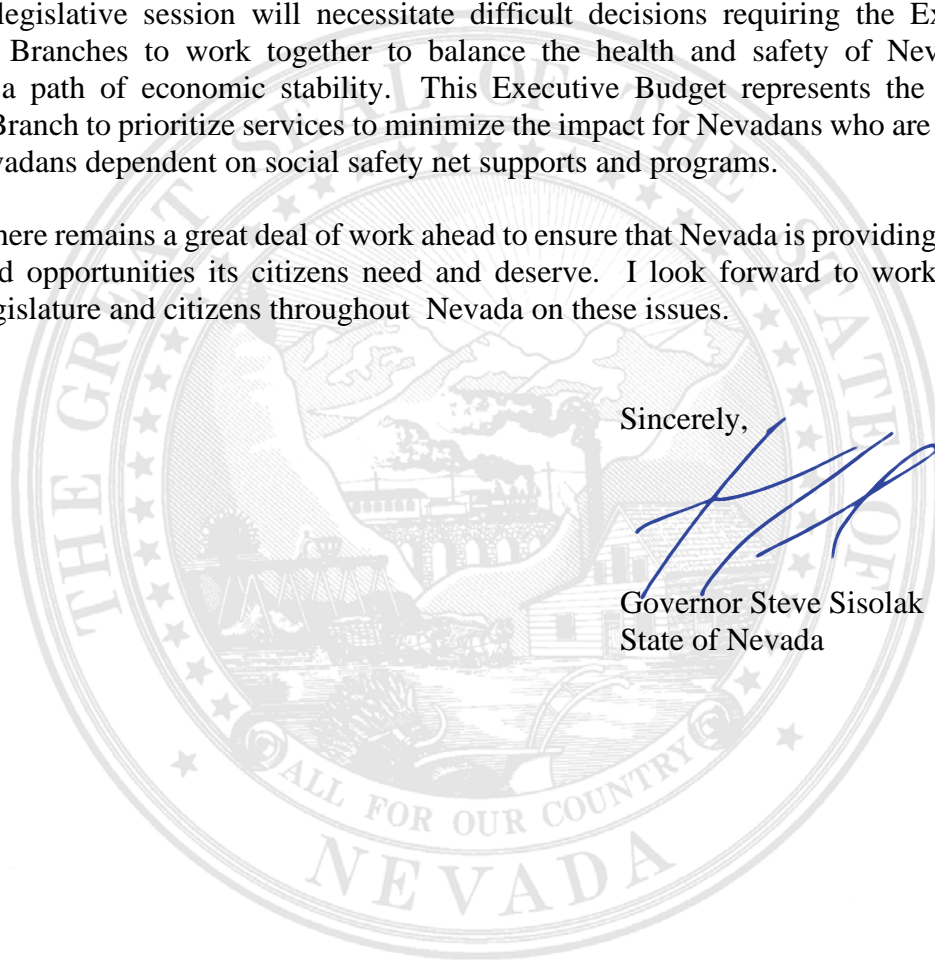 legislative session will necessitate difficult decisions requiring the Ex
Branches to work together to balance the health and safety of Nev
a path of economic stability. This Executive Budget represents the
Branch to prioritize services to minimize the impact for Nevadans who are
vadans dependent on social safety net supports and programs.
here remains a great deal of work ahead to ensure that Nevada is providing
d opportunities its citizens need and deserve. I look forward to work
gislature and citizens throughout Nevada on these issues.
Sincerely,
Governor Steve Sisolak
State of Nevada
THE GREAT SEAL OF THE STATE OF
ALL FOR OUR COUNTRY
NEVADA